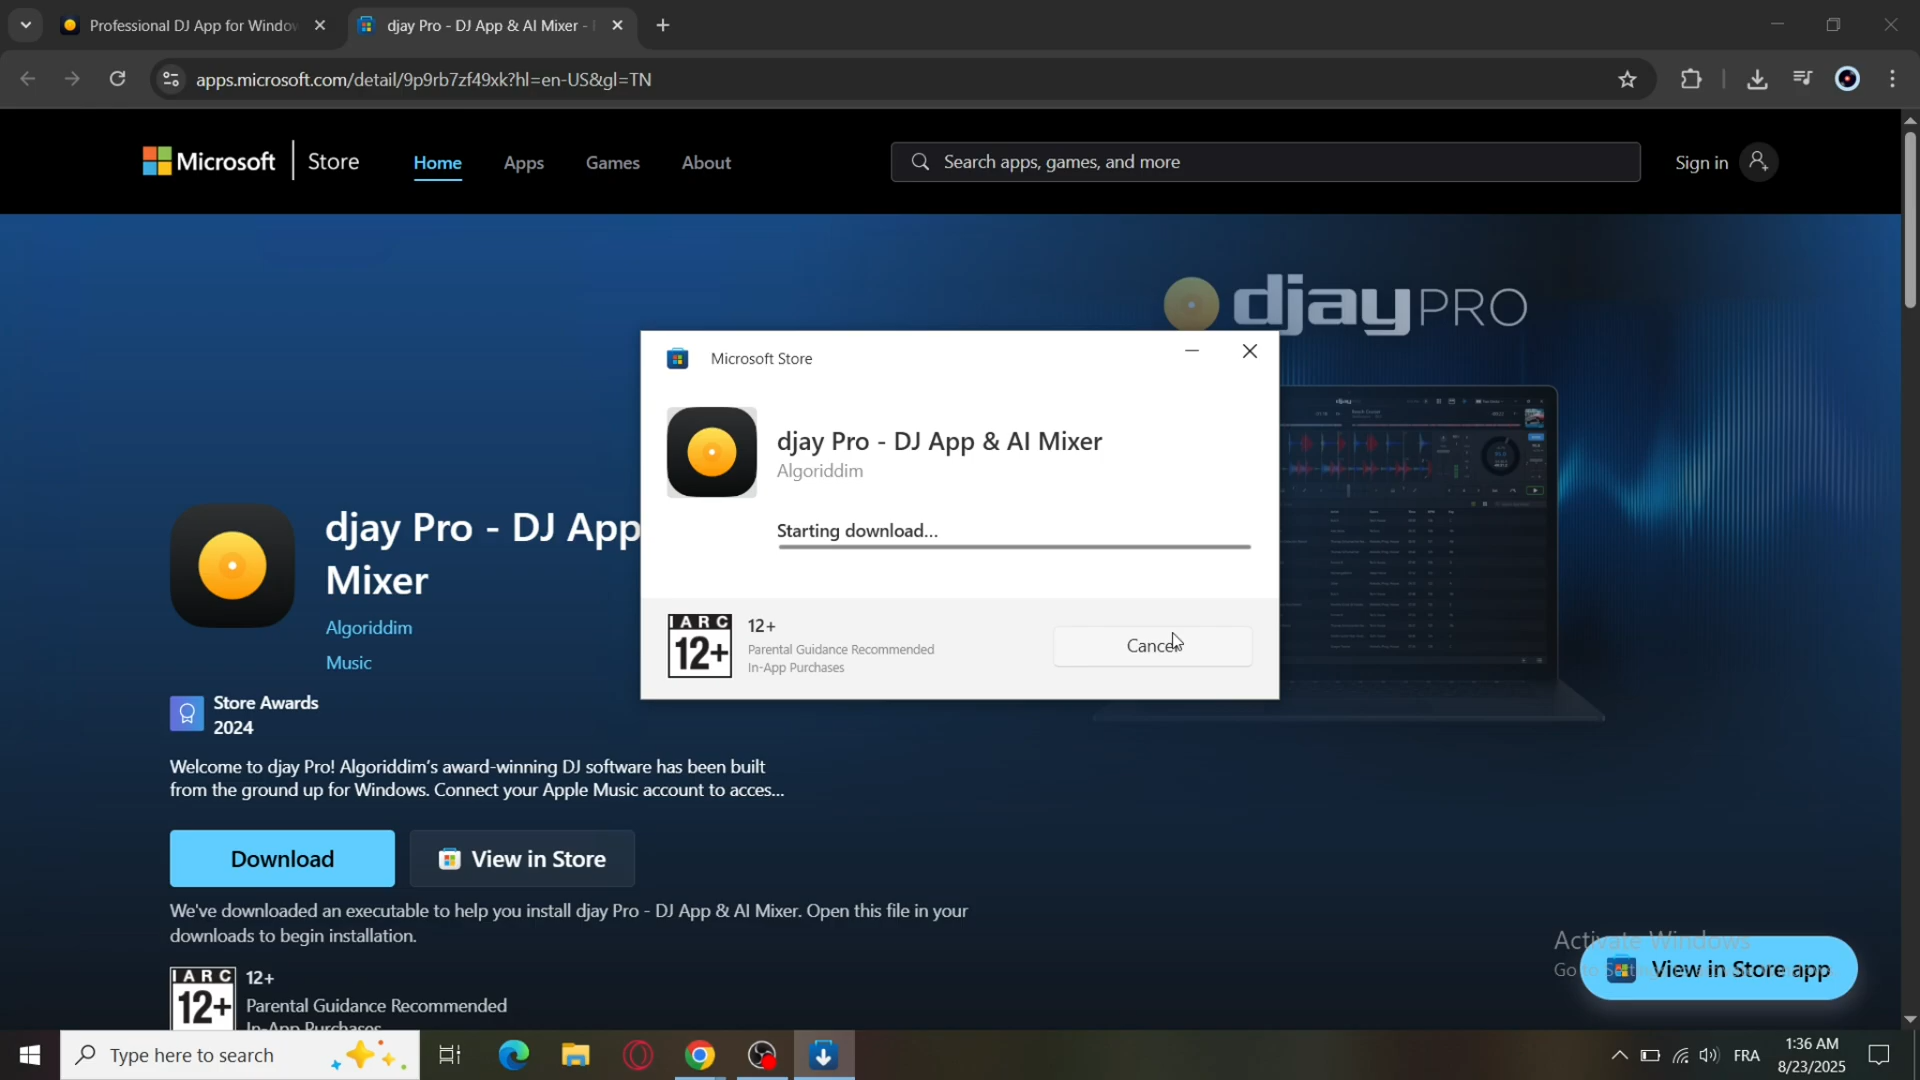 Professional DJ App for Window
djay Pro - DJ App & AI Mixer -
apps.microsoft.com/detail/9p9rb7zf49xk?hl=en-US&gl=TN
Microsoft
Store
Home
Apps
Games
About
Search apps, games, and more
Sign in
djay PRO
Microsoft Store
djay Pro - DJ App & AI Mixer
Algoriddim
Starting download...
IARC
12+
12+
Parental Guidance Recommended
In-App Purchases
Cancel
djay Pro - DJ App
Mixer
Algoriddim
Music
Store Awards
2024
Welcome to djay Pro! Algoriddim's award-winning DJ software has been built
from the ground up for Windows. Connect your Apple Music account to acces...
Download
View in Store
We've downloaded an executable to help you install djay Pro - DJ App & AI Mixer. Open this file in your
downloads to begin installation.
IARC
12+
12+
Parental Guidance Recommended
In-App Purchases
Activate Windows
View in Store app
Type here to search
FRA
1:36 AM
8/23/2025